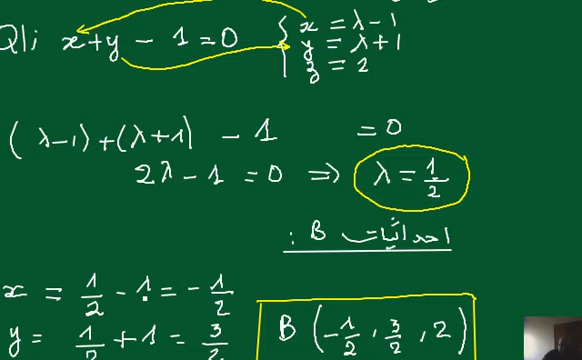 Q1; x+y - 1 = 0 { x = λ - 1
y = λ + 1
z = 2
(λ-1)+(λ+1) - 1 = 0
2λ - 1 = 0 ⇒ λ = 1/2
احداثيات B :
x = 1/2 - 1 = - 1/2
y = 1/2 + 1 = 3/2
B (-1/2 , 3/2 , 2)